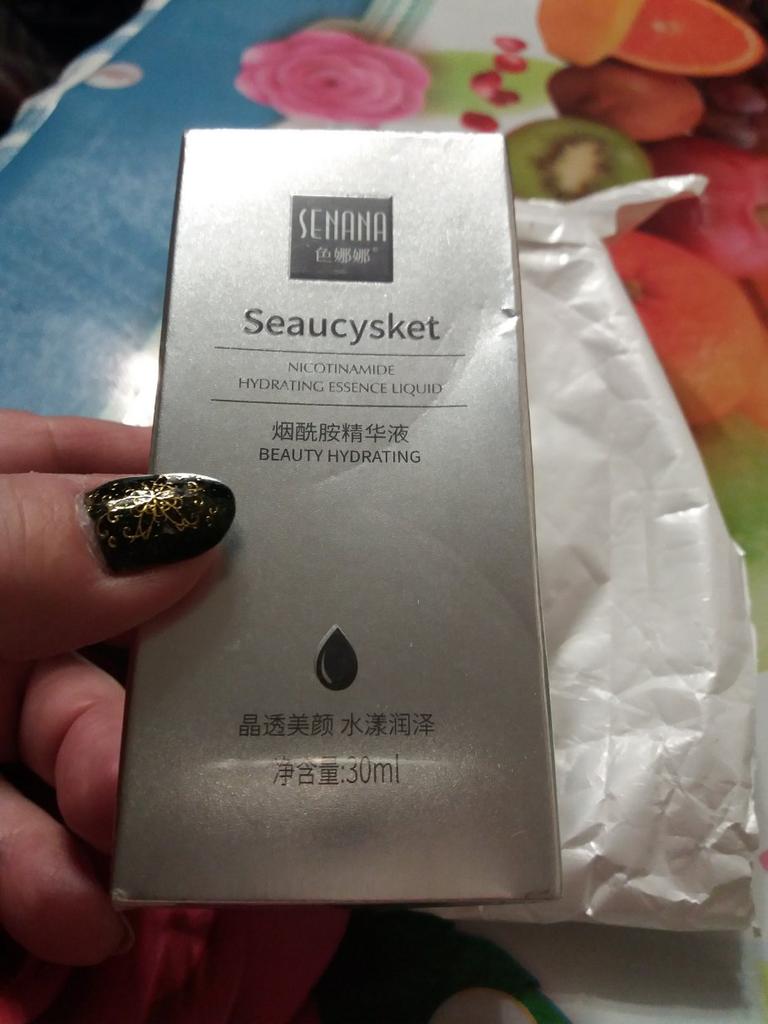 SENANA
色娜娜®
Seaucysket
NICOTINAMIDE
HYDRATING ESSENCE LIQUID
烟酰胺精华液
BEAUTY HYDRATING
晶透美颜 水漾润泽
净含量:30ml